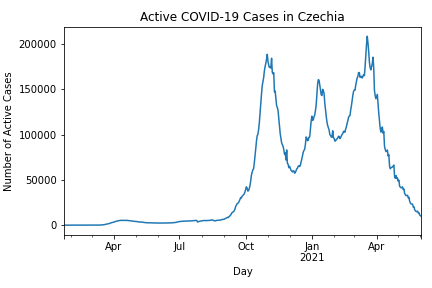 Active COVID-19 Cases in Czechia
Number of Active Cases
200000
150000
100000
50000
0
Apr
Jul
Oct
Jan
2021
Apr
Day